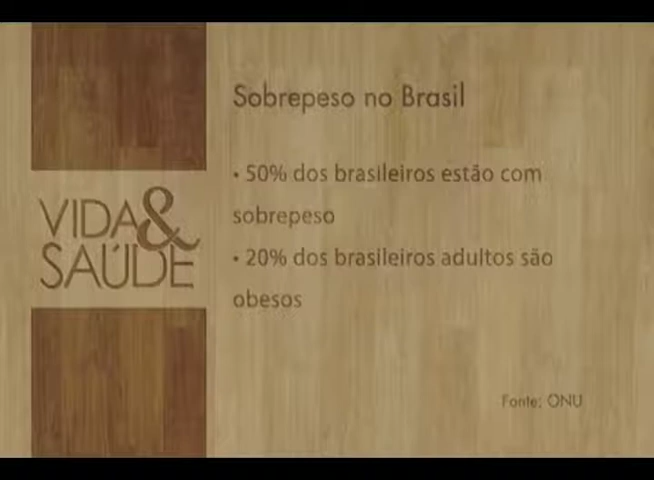 Sobrepeso no Brasil
• 50% dos brasileiros estão com
sobrepeso
• 20% dos brasileiros adultos são
obesos
VIDA&
SAÚDE
Fonte: ONU